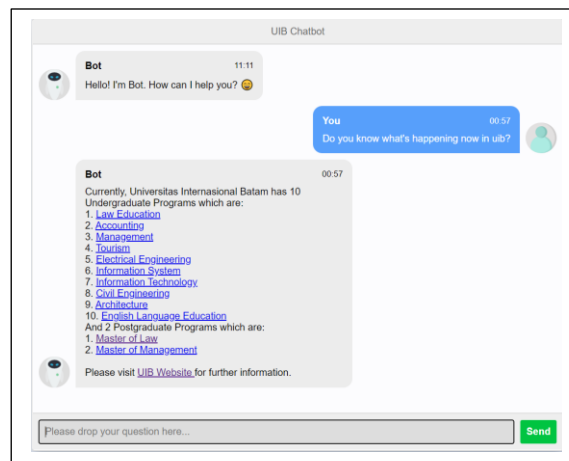 UIB Chatbot
Bot 11:11
Hello! I'm Bot. How can I help you? 😄
You 00:57
Do you know what's happening now in uib?
Bot 00:57
Currently, Universitas Internasional Batam has 10
Undergraduate Programs which are:
1. Law Education
2. Accounting
3. Management
4. Tourism
5. Electrical Engineering
6. Information System
7. Information Technology
8. Civil Engineering
9. Architecture
10. English Language Education
And 2 Postgraduate Programs which are:
1. Master of Law
2. Master of Management
Please visit UIB Website for further information.
Please drop your question here...
Send